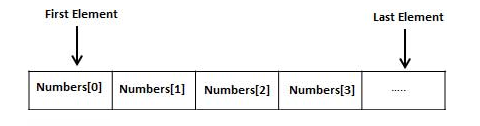 First Element
Last Element
Numbers[0] Numbers[1] Numbers[2] Numbers[3] .....